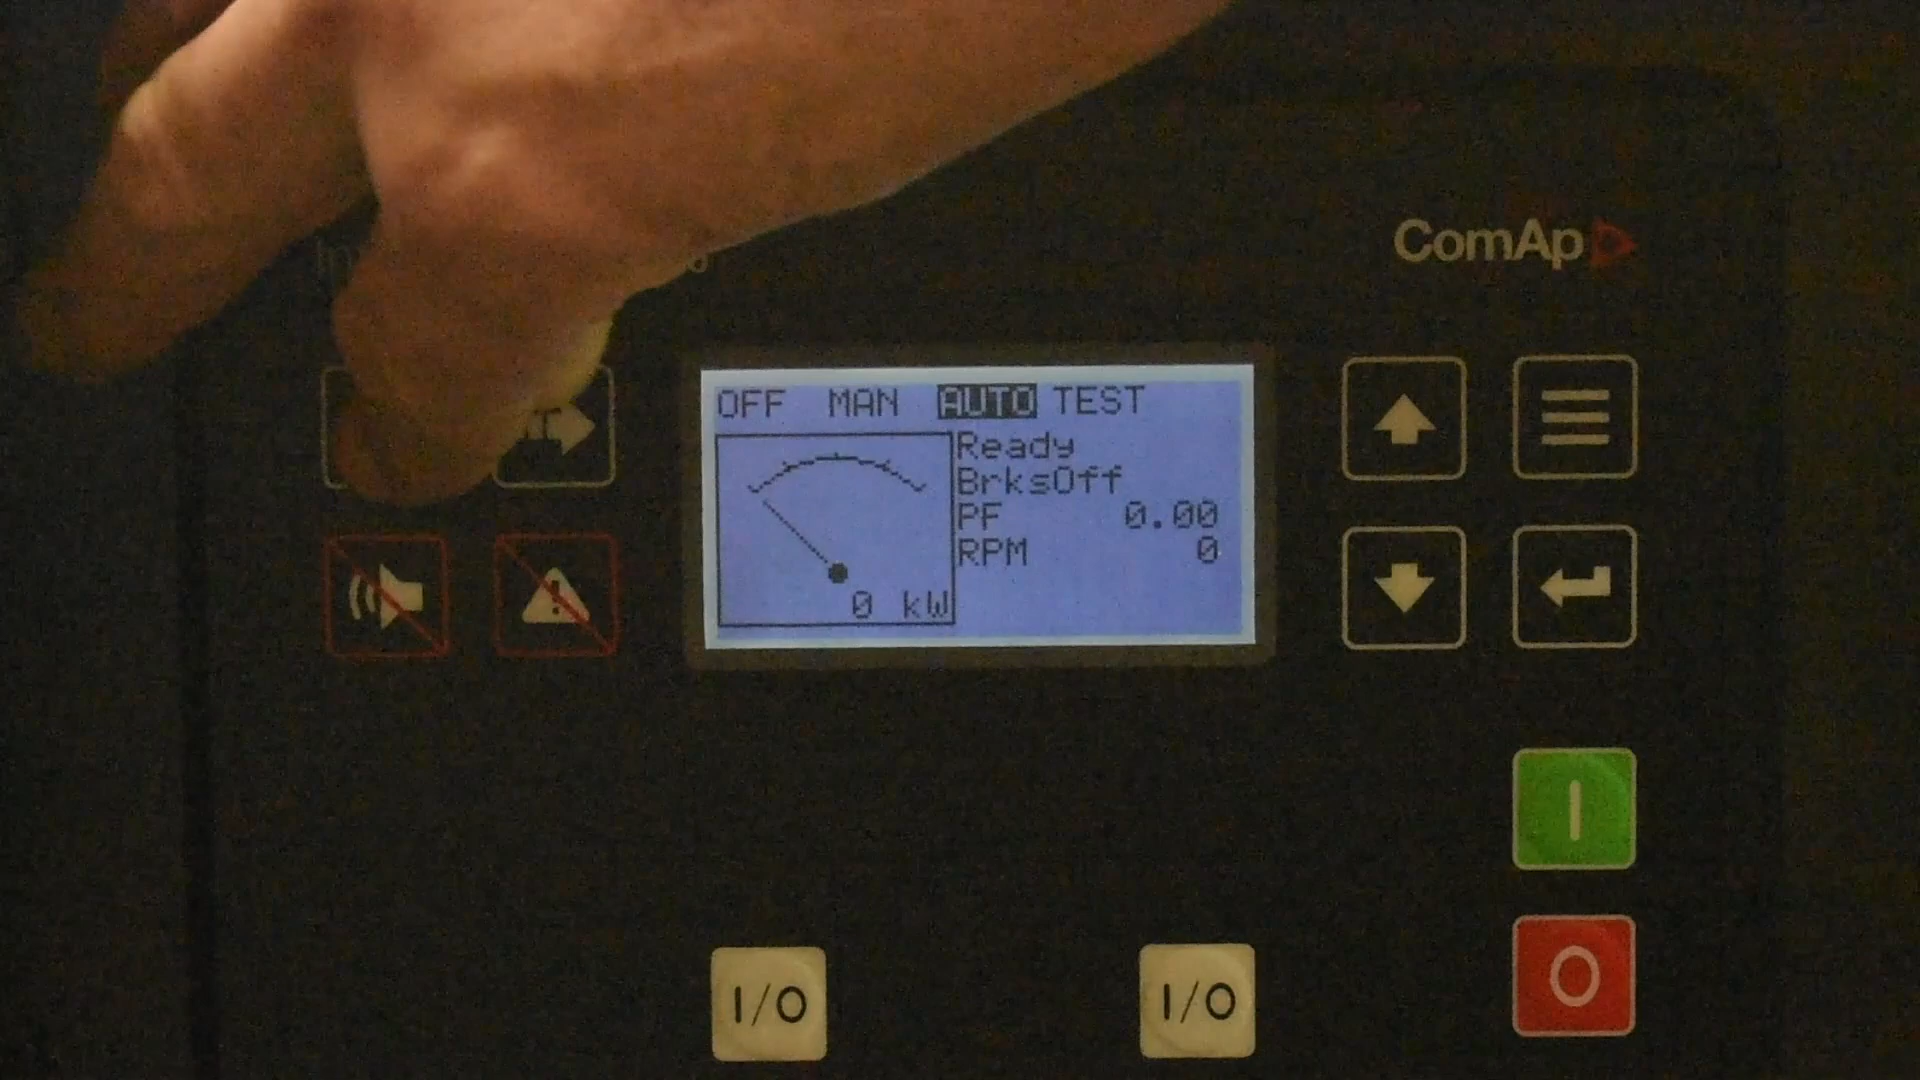 ComAp
OFF MAN AUTO TEST
Ready
BrksOff
PF 0.00
RPM 0
0 kW
I
I/O I/O
O